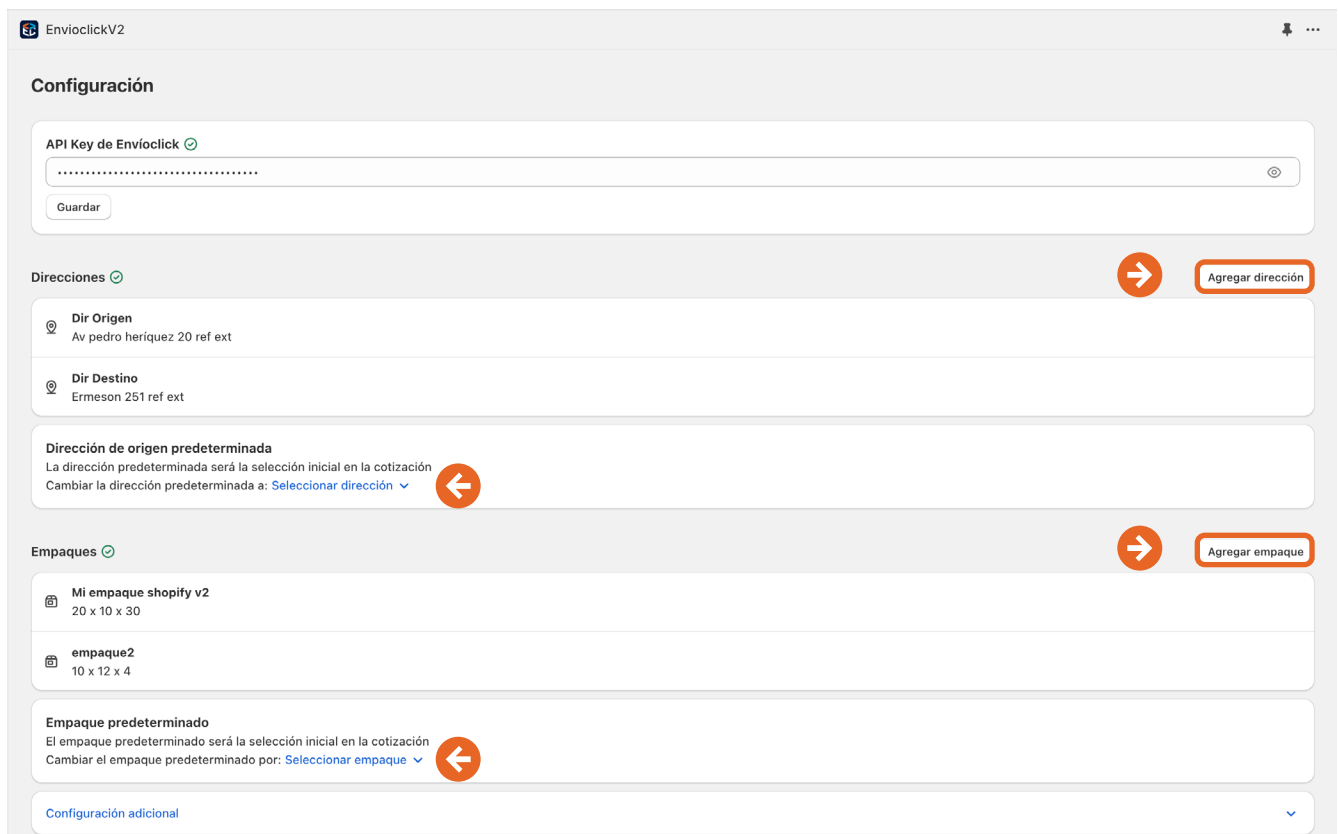 EnvioclickV2
Configuración
API Key de Envíoclick
••••••••••••••••••••••••••••••••••••
Guardar
Direcciones
Agregar dirección
Dir Origen
Av pedro heríquez 20 ref ext
Dir Destino
Ermeson 251 ref ext
Dirección de origen predeterminada
La dirección predeterminada será la selección inicial en la cotización
Cambiar la dirección predeterminada a: Seleccionar dirección
Empaques
Agregar empaque
Mi empaque shopify v2
20 x 10 x 30
empaque2
10 x 12 x 4
Empaque predeterminado
El empaque predeterminado será la selección inicial en la cotización
Cambiar el empaque predeterminado por: Seleccionar empaque
Configuración adicional